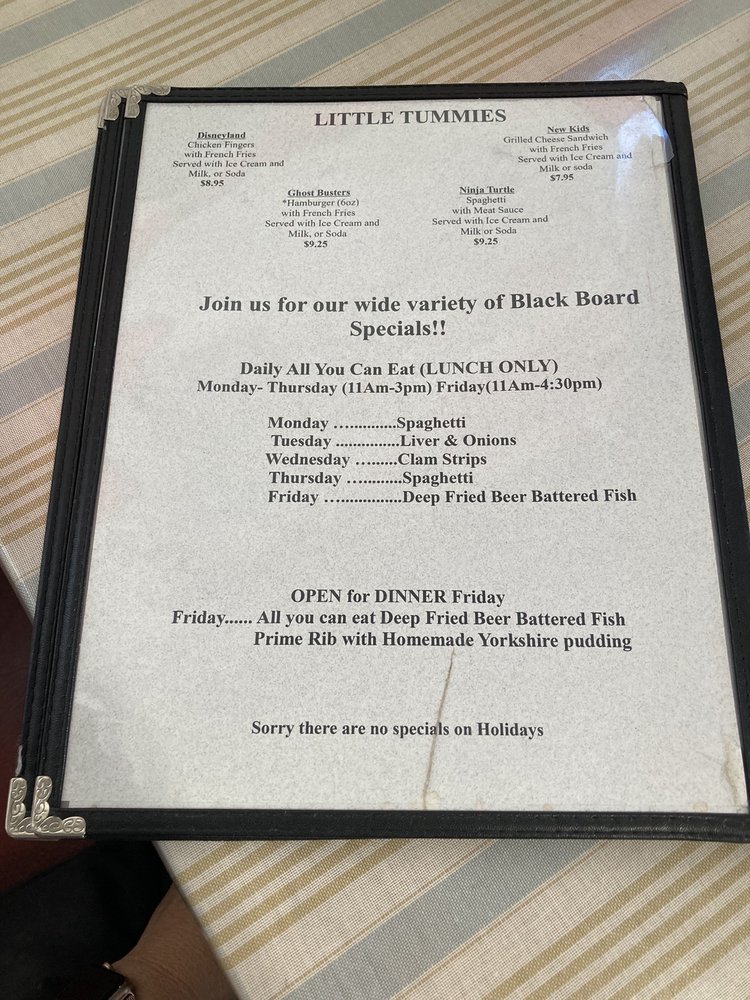 LITTLE TUMMIES
Disneyland
Chicken Fingers
with French Fries
Served with Ice Cream and
Milk, or Soda
$8.95
New Kids
Grilled Cheese Sandwich
with French Fries
Served with Ice Cream and
Milk or soda
$7.95
Ghost Busters
*Hamburger (6oz)
with French Fries
Served with Ice Cream and
Milk, or Soda
$9.25
Ninja Turtle
Spaghetti
with Meat Sauce
Served with Ice Cream and
Milk or Soda
$9.25
Join us for our wide variety of Black Board
Specials!!
Daily All You Can Eat (LUNCH ONLY)
Monday- Thursday (11Am-3pm) Friday(11Am-4:30pm)
Monday ….........Spaghetti
Tuesday ...............Liver & Onions
Wednesday …......Clam Strips
Thursday ….........Spaghetti
Friday …..............Deep Fried Beer Battered Fish
OPEN for DINNER Friday
Friday...... All you can eat Deep Fried Beer Battered Fish
Prime Rib with Homemade Yorkshire pudding
Sorry there are no specials on Holidays